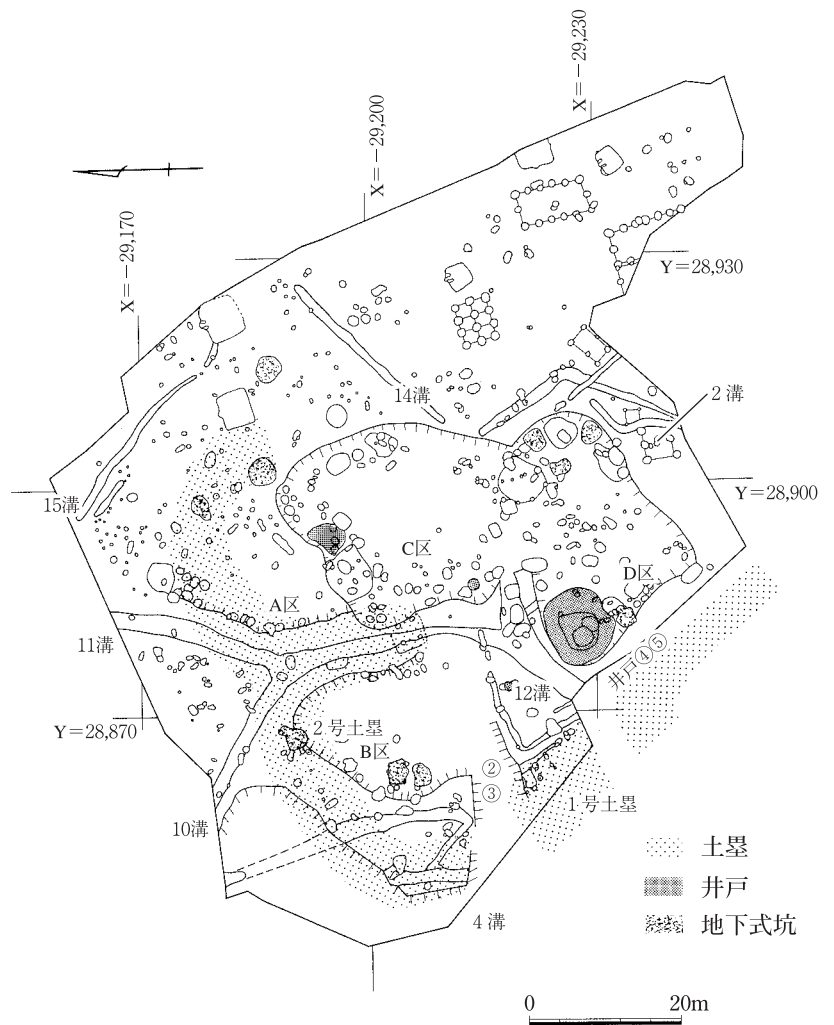 X=-29,230
X=-29,200
X=-29,170
Y=28,930
14溝
2溝
Y=28,900
15溝
C区
D区
A区
11溝
井戸④⑤
12溝
Y=28,870
2号土塁
B区
②
③
1号土塁
10溝
4溝
土塁
井戸
地下式坑
0 20m